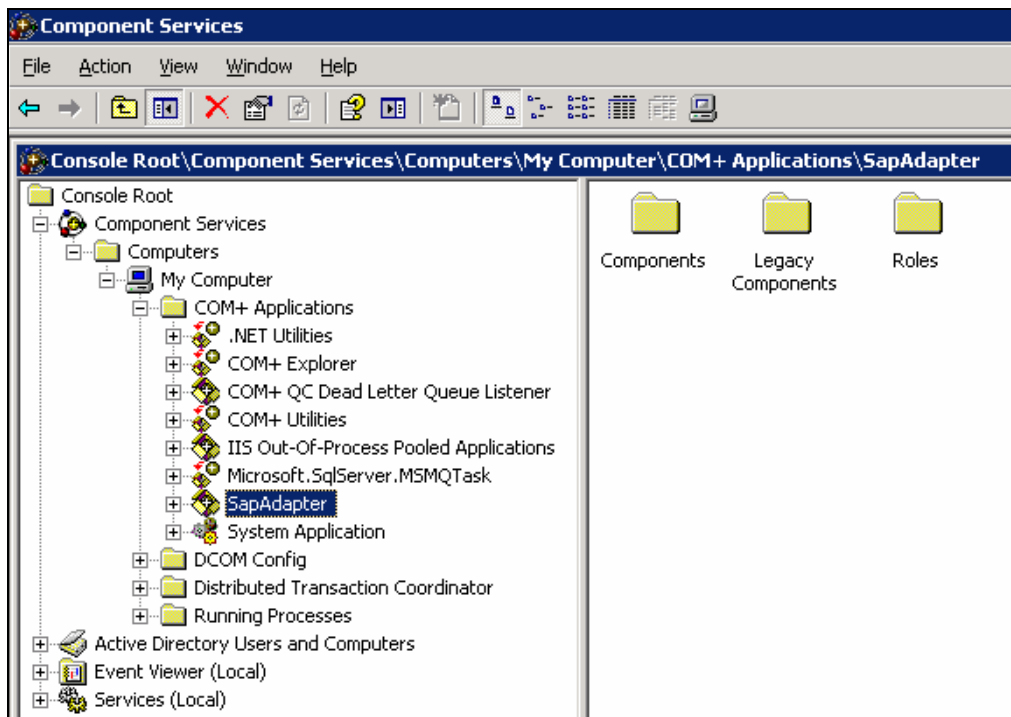 Component Services
File Action View Window Help
Console Root\Component Services\Computers\My Computer\COM+ Applications\SapAdapter
Console Root
Component Services
Computers
My Computer
COM+ Applications
.NET Utilities
COM+ Explorer
COM+ QC Dead Letter Queue Listener
COM+ Utilities
IIS Out-Of-Process Pooled Applications
Microsoft.SqlServer.MSMQTask
SapAdapter
System Application
DCOM Config
Distributed Transaction Coordinator
Running Processes
Active Directory Users and Computers
Event Viewer (Local)
Services (Local)
Components
Legacy
Components
Roles